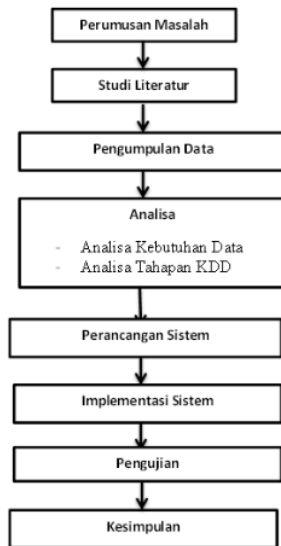 Perumusan Masalah
Studi Literatur
Pengumpulan Data
Analisa
- Analisa Kebutuhan Data
- Analisa Tahapan KDD
Perancangan Sistem
Implementasi Sistem
Pengujian
Kesimpulan